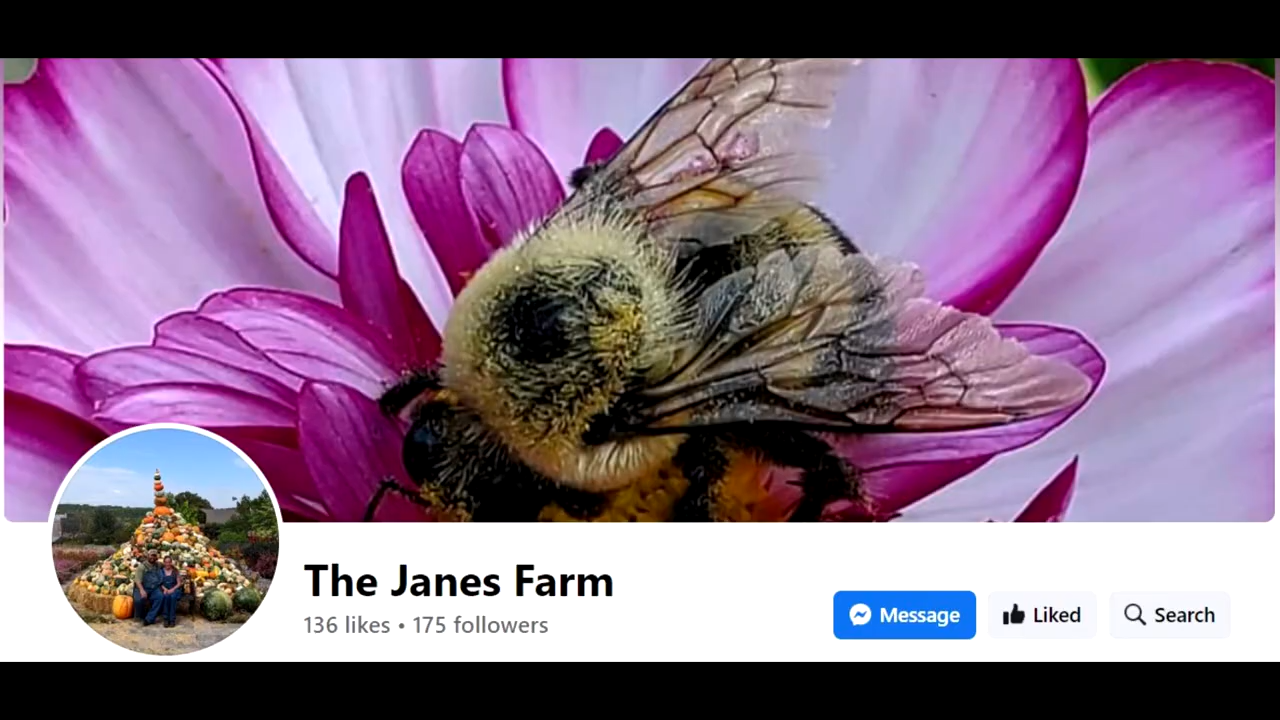 The Janes Farm
136 likes • 175 followers
Message
Liked
Search